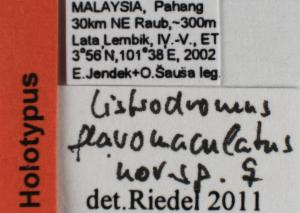 MALAYSIA, Pahang
30km NE Raub,~300m
Lata Lembik, IV.-V., ET
3°56 N,101°38 E, 2002
E.Jendek+O.Šauša leg.
Listrodromus
flavomaculatus
nov.sp. ♀
det.Riedel 2011
Holotypus